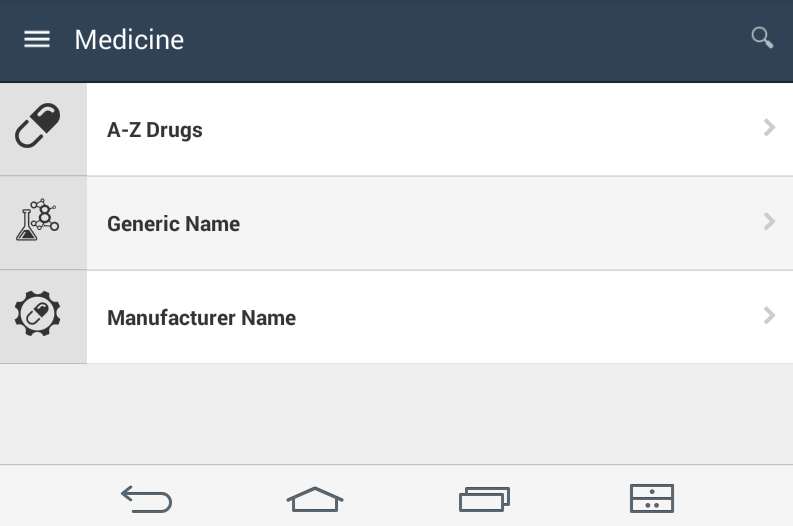 Medicine
A-Z Drugs
Generic Name
Manufacturer Name